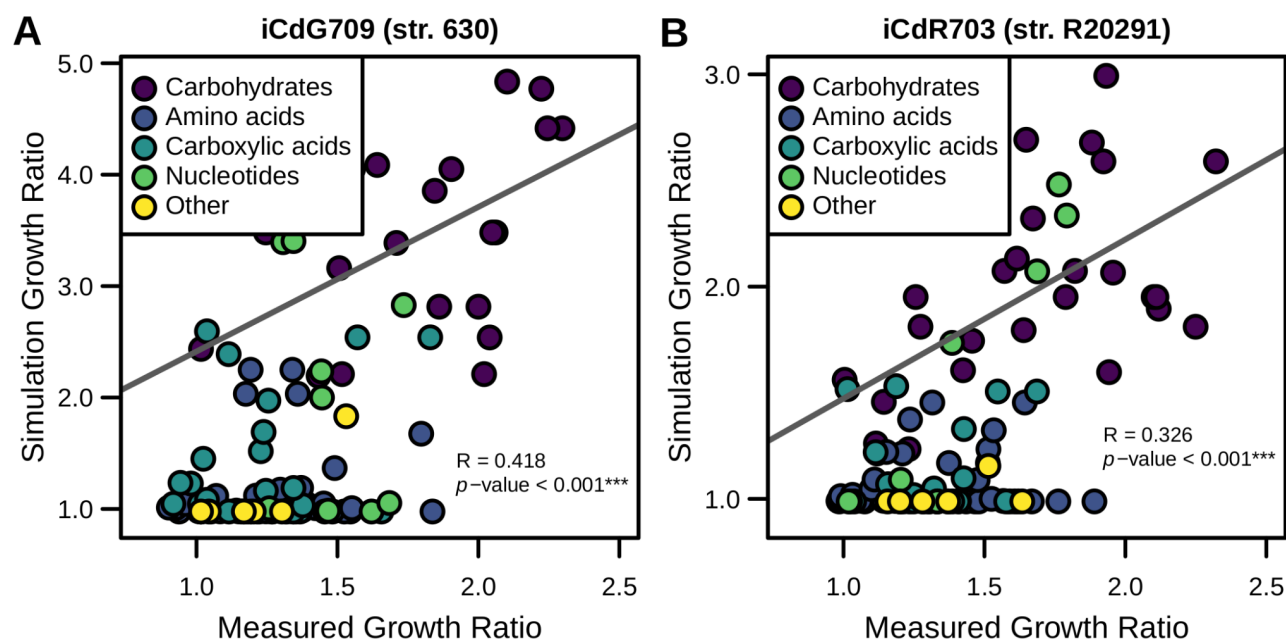 A
iCdG709 (str. 630)
Simulation Growth Ratio
5.0
4.0
3.0
2.0
1.0
Carbohydrates
Amino acids
Carboxylic acids
Nucleotides
Other
R = 0.418
p−value < 0.001***
1.0 1.5 2.0 2.5
Measured Growth Ratio
B
iCdR703 (str. R20291)
Simulation Growth Ratio
3.0
2.0
1.0
Carbohydrates
Amino acids
Carboxylic acids
Nucleotides
Other
R = 0.326
p−value < 0.001***
1.0 1.5 2.0 2.5
Measured Growth Ratio